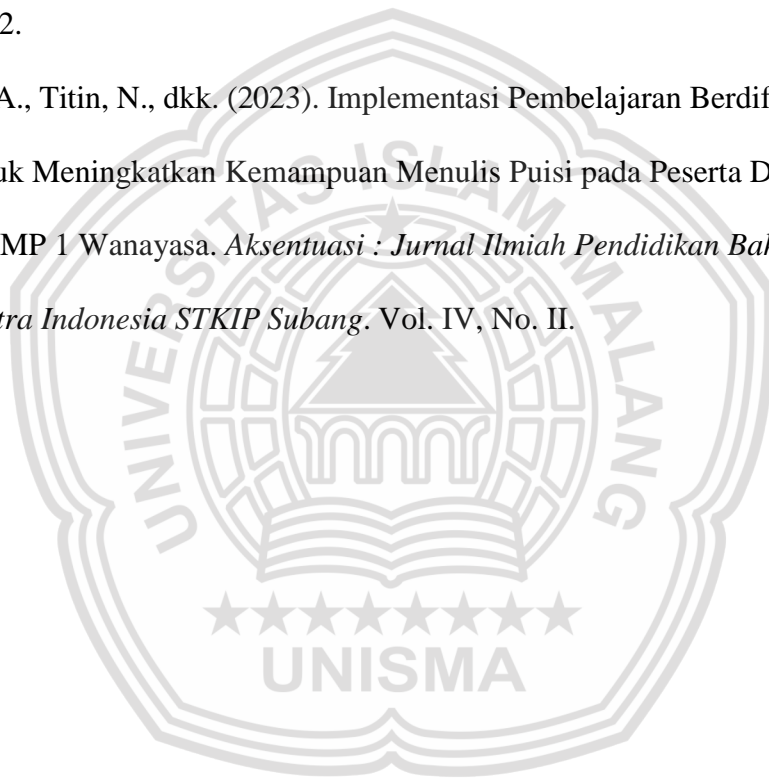 2.
A., Titin, N., dkk. (2023). Implementasi Pembelajaran Berdif
uk Meningkatkan Kemampuan Menulis Puisi pada Peserta D
MP 1 Wanayasa. Aksentuasi : Jurnal Ilmiah Pendidikan Bah
tra Indonesia STKIP Subang. Vol. IV, No. II.
UNIVERSITAS ISLAM MALANG
UNISMA